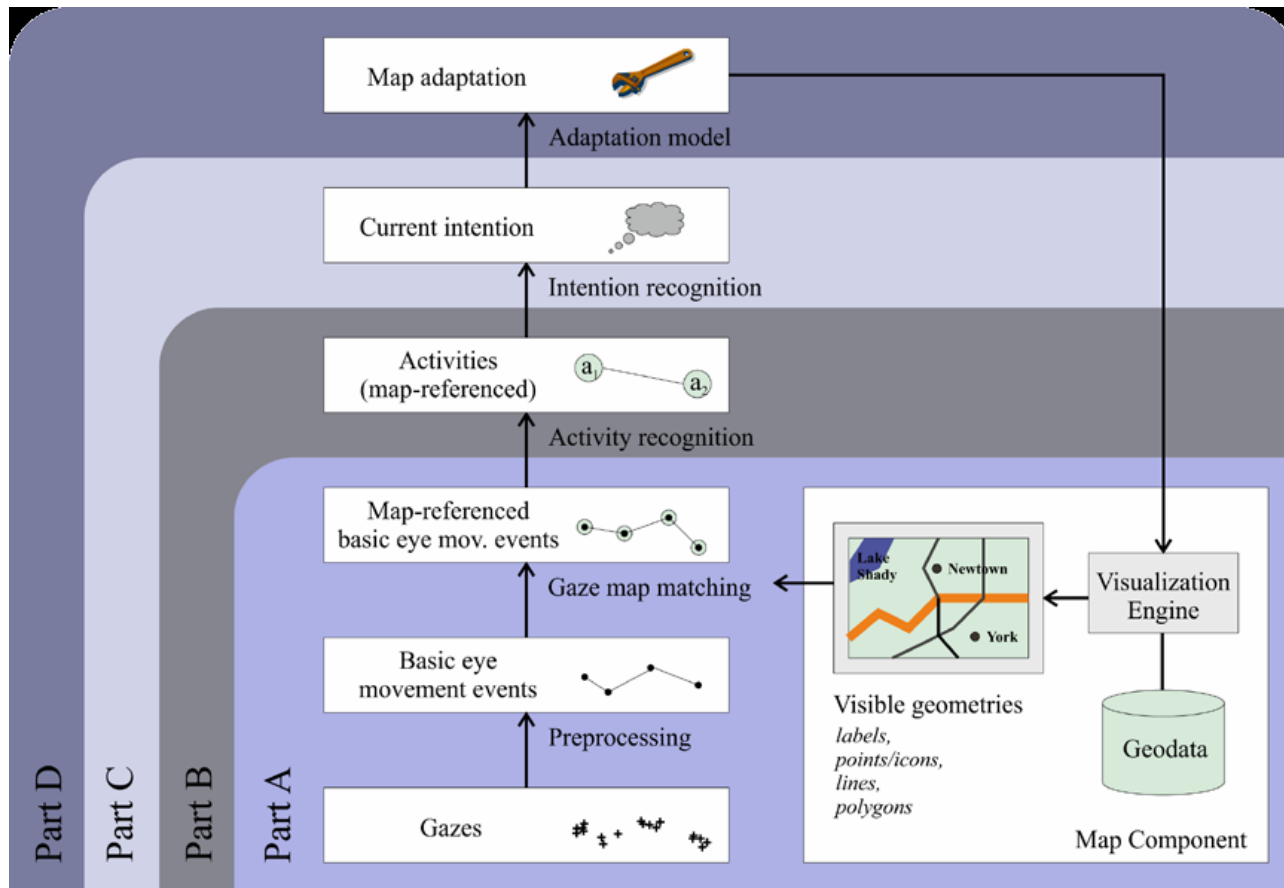 Map adaptation
Adaptation model
Current intention
Intention recognition
Activities
(map-referenced)
a1
a2
Activity recognition
Map-referenced
basic eye mov. events
Gaze map matching
Basic eye
movement events
Preprocessing
Gazes
Part D
Part C
Part B
Part A
Lake
Shady
Newtown
York
Visualization
Engine
Visible geometries
labels,
points/icons,
lines,
polygons
Geodata
Map Component